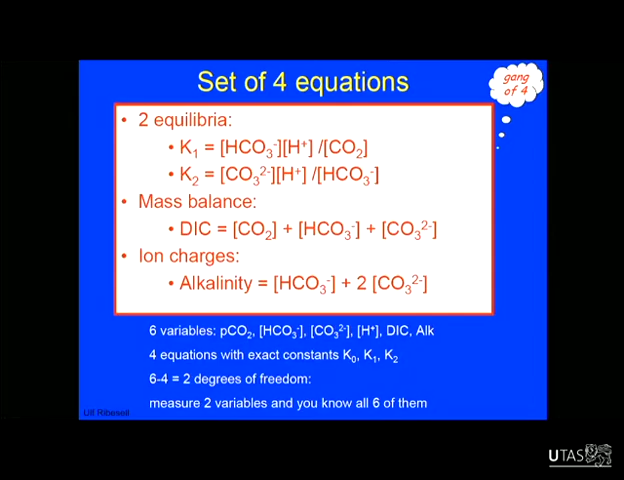 Set of 4 equations
gang
of 4
• 2 equilibria:
• K₁ = [HCO₃⁻][H⁺] /[CO₂]
• K₂ = [CO₃²⁻][H⁺] /[HCO₃⁻]
• Mass balance:
• DIC = [CO₂] + [HCO₃⁻] + [CO₃²⁻]
• Ion charges:
• Alkalinity = [HCO₃⁻] + 2 [CO₃²⁻]
6 variables: pCO₂, [HCO₃⁻], [CO₃²⁻], [H⁺], DIC, Alk
4 equations with exact constants K₀, K₁, K₂
6-4 = 2 degrees of freedom:
measure 2 variables and you know all 6 of them
Ulf Riebesell
UTAS